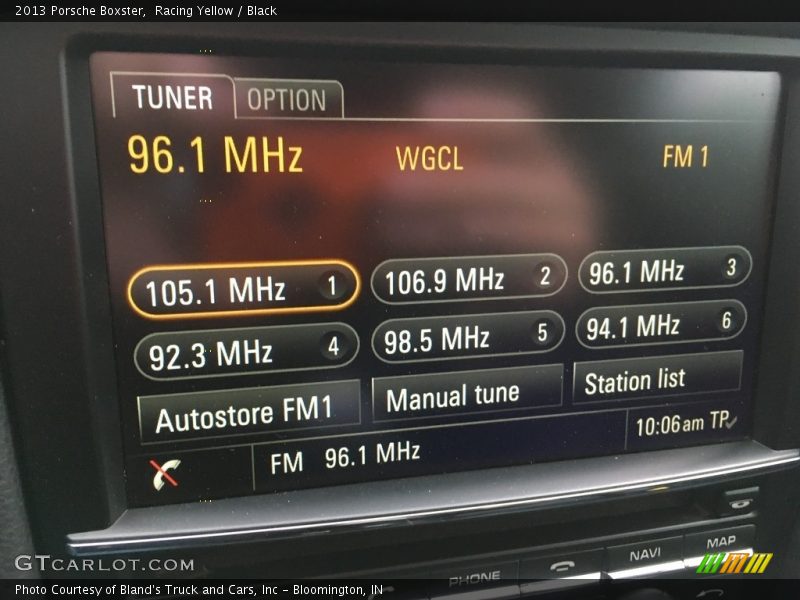 2013 Porsche Boxster, Racing Yellow / Black
TUNER OPTION
96.1 MHz WGCL FM 1
105.1 MHz 1 106.9 MHz 2 96.1 MHz 3
92.3 MHz 4 98.5 MHz 5 94.1 MHz 6
Autostore FM1 Manual tune Station list
FM 96.1 MHz 10:06am TP
PHONE NAVI MAP
GTCARLOT.COM
Photo Courtesy of Bland's Truck and Cars, Inc - Bloomington, IN